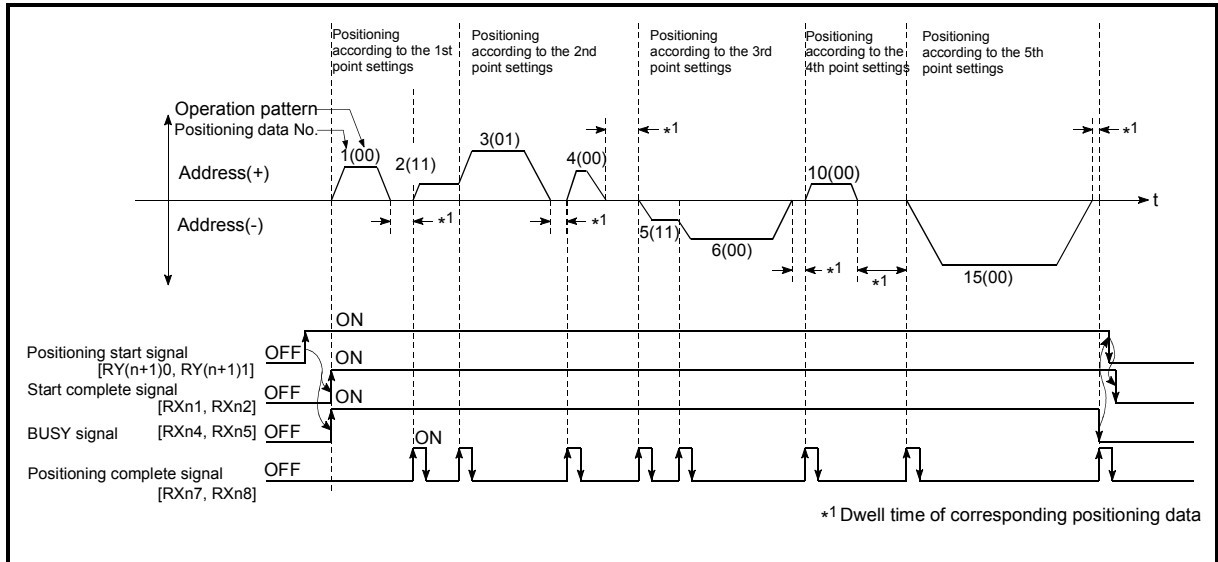 Positioning
according to the 1st
point settings
Positioning
according to the 2nd
point settings
Positioning
according to the 3rd
point settings
Positioning
according to the
4th point settings
Positioning
according to the 5th
point settings
Operation pattern
Positioning data No.
1(00)
2(11)
3(01)
4(00)
*1
10(00)
*1
Address(+)
t
Address(-)
*1
*1
5(11)
6(00)
*1
*1
15(00)
ON
Positioning start signal
[RY(n+1)0, RY(n+1)1]
OFF
ON
Start complete signal
[RXn1, RXn2]
OFF
ON
BUSY signal [RXn4, RXn5] OFF
ON
Positioning complete signal
[RXn7, RXn8]
OFF
*1 Dwell time of corresponding positioning data